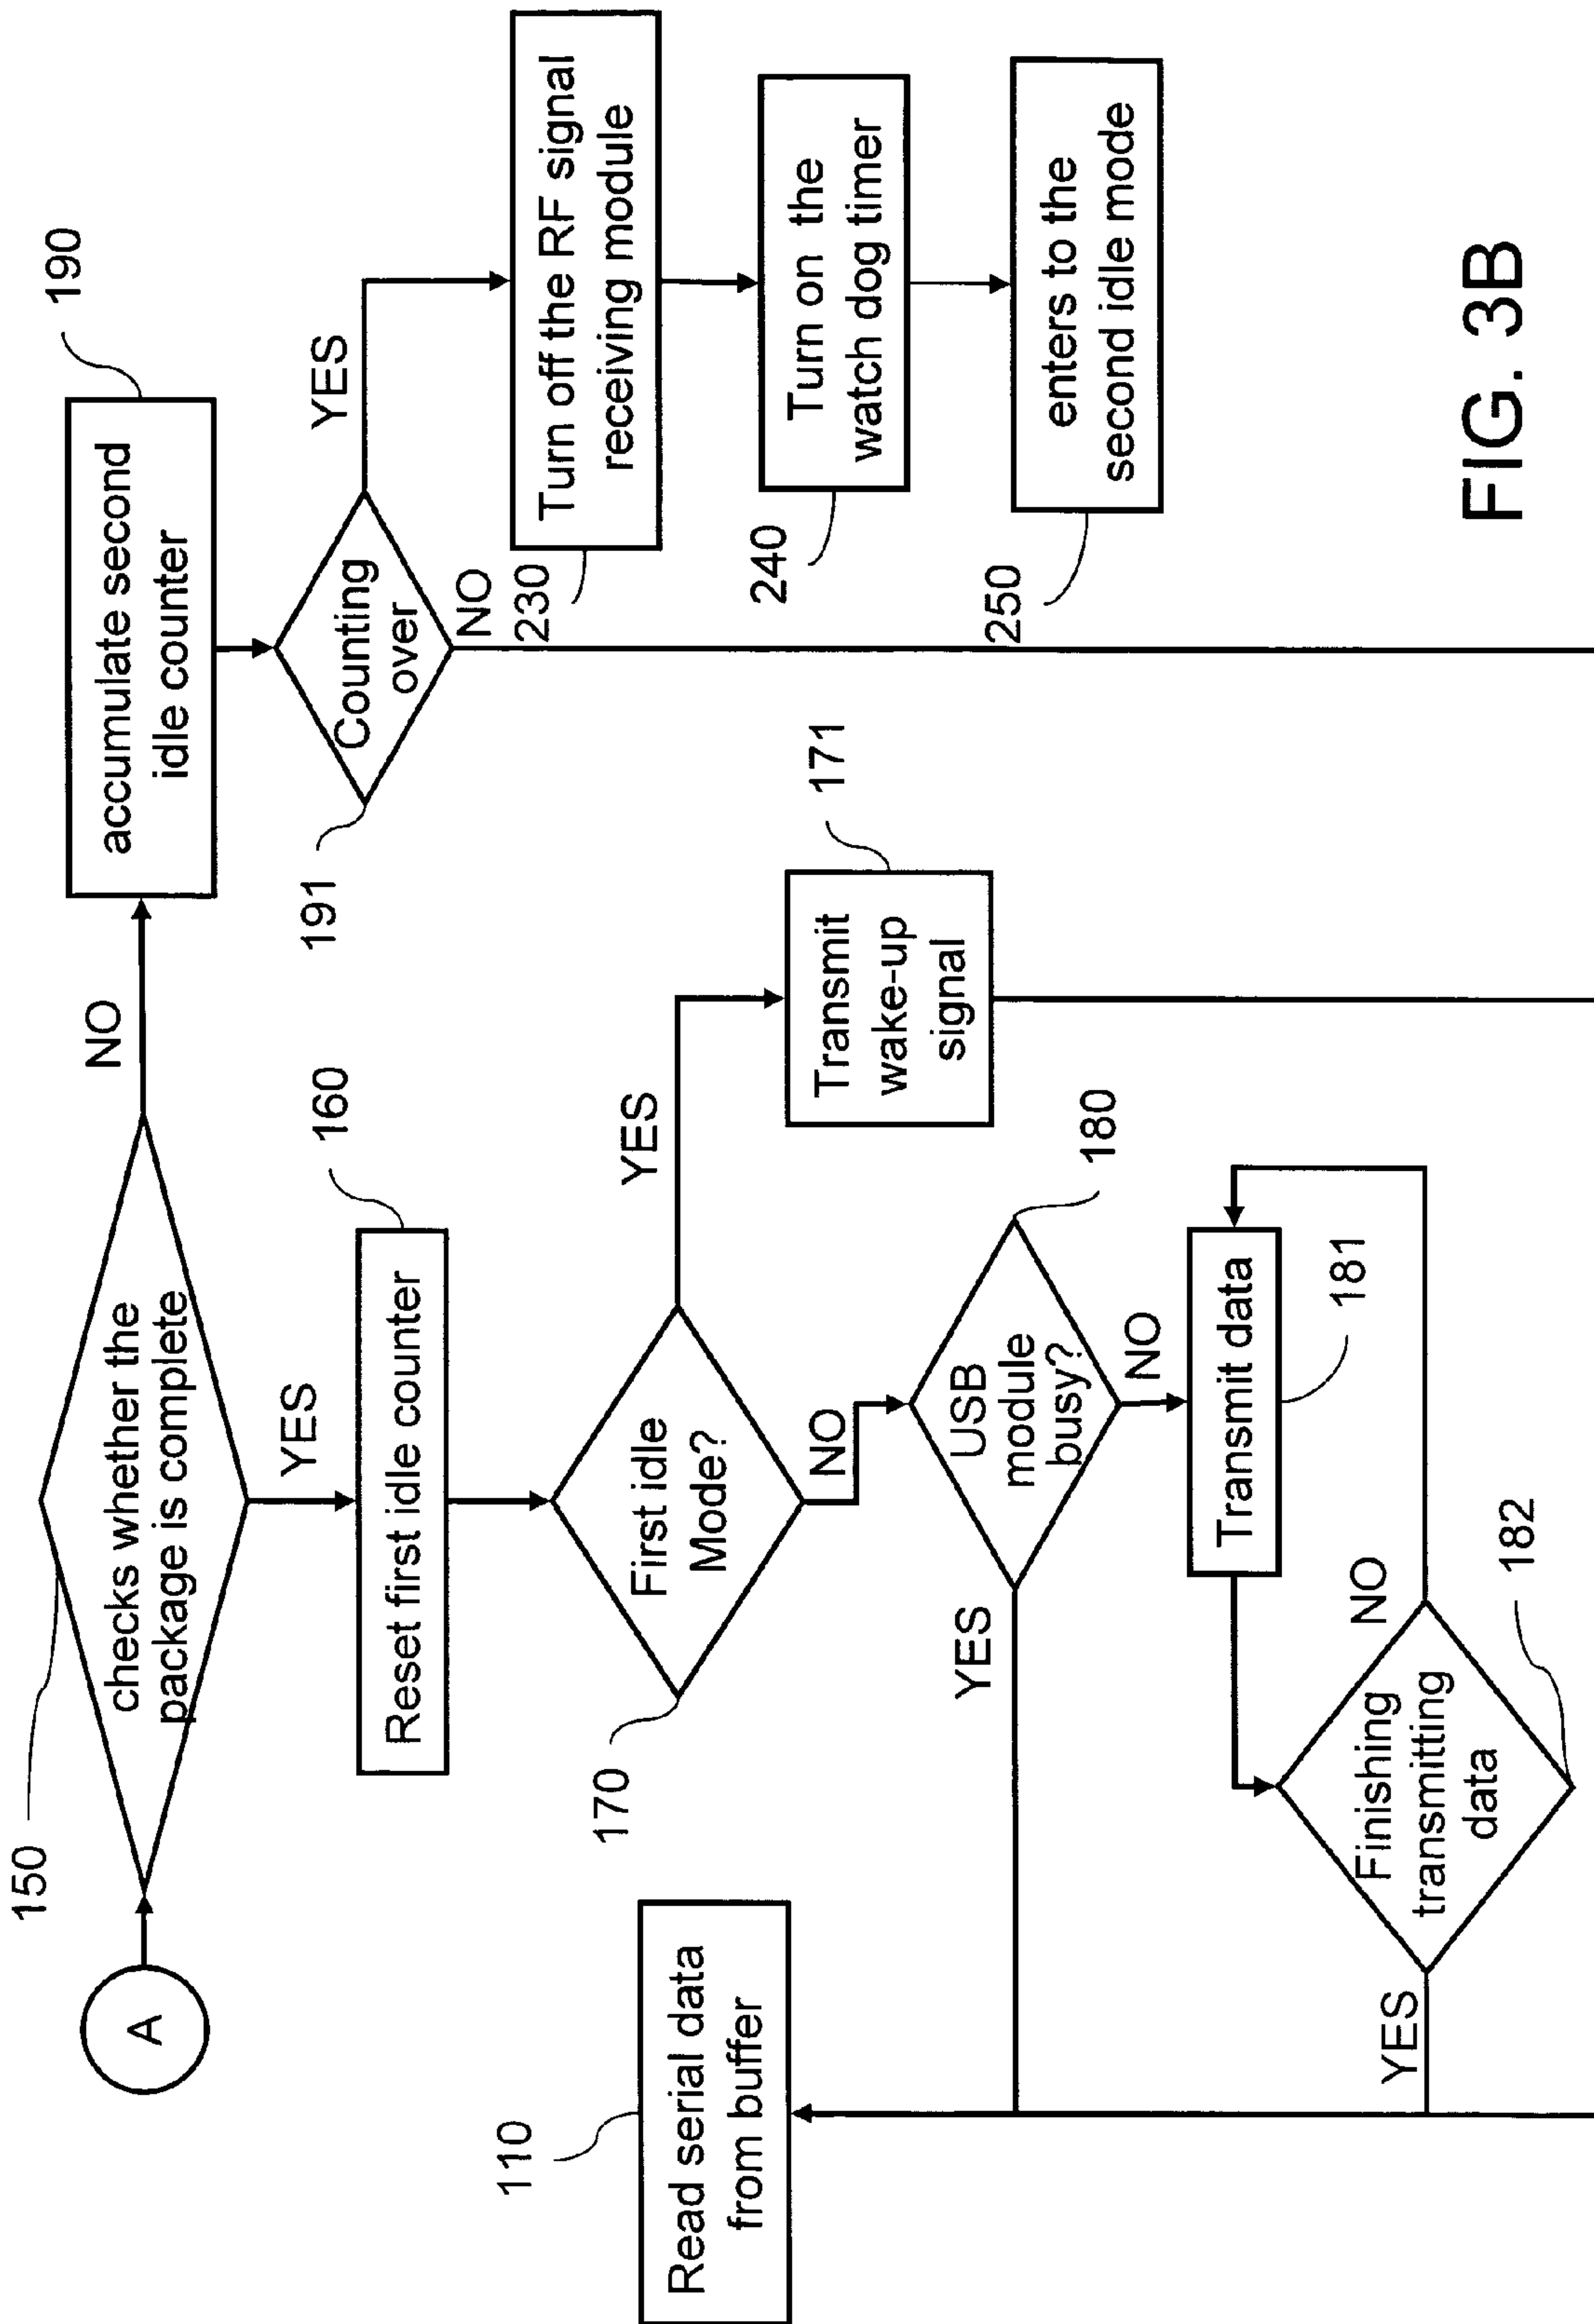 A
150
checks whether the
package is complete
NO
190
accumulate second
idle counter
YES
160
Reset first idle counter
191
Counting
over
YES
NO
230
Turn off the RF signal
receiving module
170
First idle
Mode?
YES
NO
171
Transmit
wake-up
signal
240
Turn on the
watch dog timer
110
Read serial data
from buffer
180
USB
module
busy?
YES
NO
250
enters to the
second idle mode
Transmit data
181
Finishing
transmitting
data
NO
YES
182
FIG. 3B